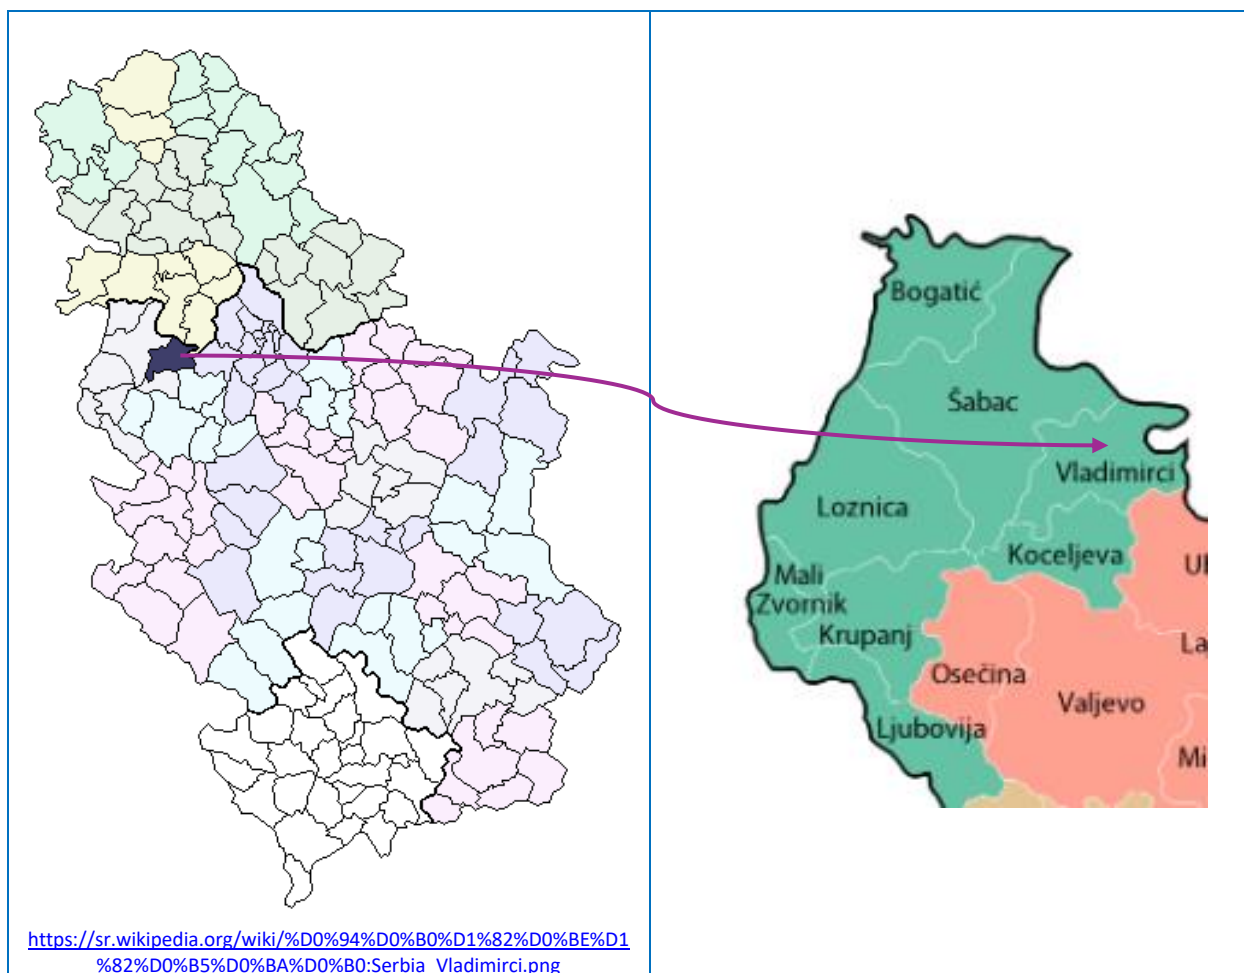 Bogatić
Šabac
Vladimirci
Loznica
Koceljeva
Mali
Zvornik
Krupanj
Osečina
Valjevo
Ljubovija
Mi
https://sr.wikipedia.org/wiki/%D0%94%D0%B0%D1%82%D0%BE%D1
%82%D0%B5%D0%BA%D0%B0:Serbia_Vladimirci.png